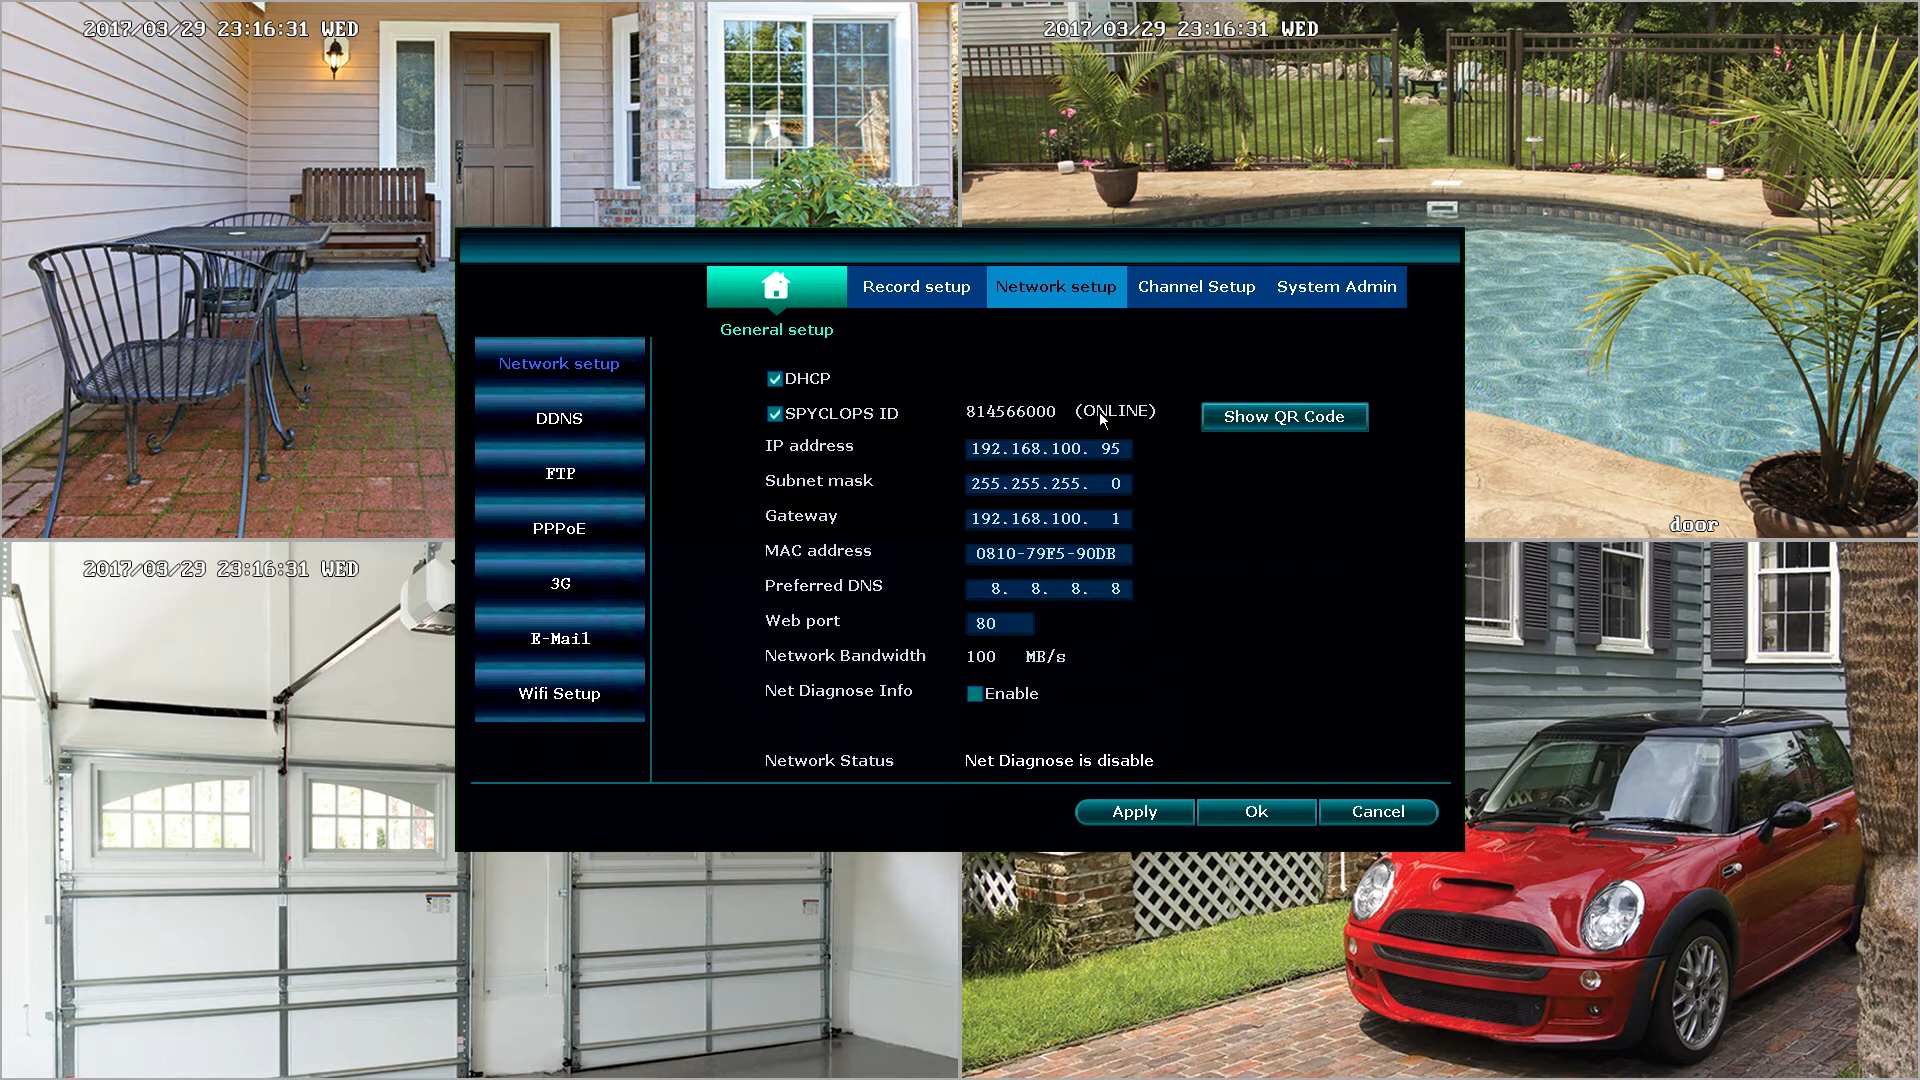 2017/03/29 23:16:31 WED
2017/03/29 23:16:31 WED
Record setup
Network setup
Channel Setup
System Admin
General setup
Network setup
DDNS
FTP
PPPoE
3G
E-Mail
Wifi Setup
DHCP
SPYCLOPS ID 814566000 (ONLINE) Show QR Code
IP address 192.168.100. 95
Subnet mask 255.255.255. 0
Gateway 192.168.100. 1
MAC address 0810-79F5-90DB
Preferred DNS 8. 8. 8. 8
Web port 80
Network Bandwidth 100 MB/s
Net Diagnose Info Enable
Network Status Net Diagnose is disable
Apply Ok Cancel
door
2017/03/29 23:16:31 WED